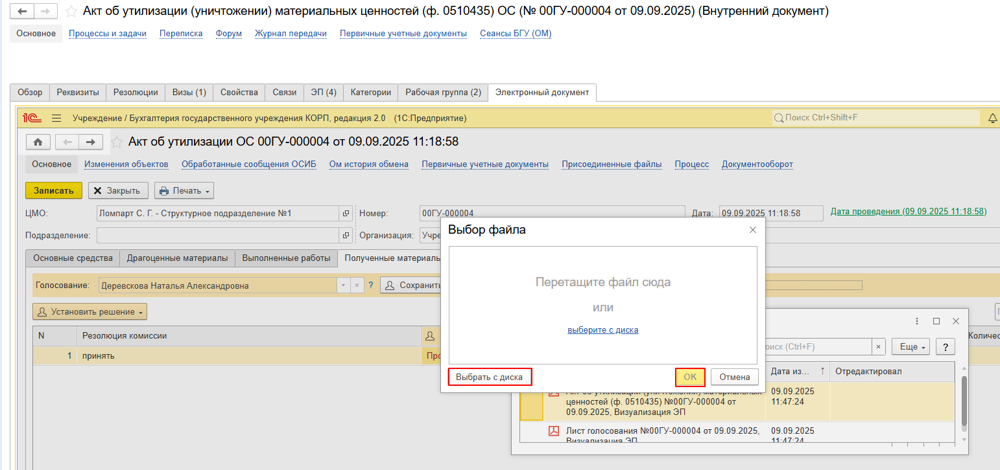 Акт об утилизации (уничтожении) материальных ценностей (ф. 0510435) ОС (№ 00ГУ-000004 от 09.09.2025) (Внутренний документ)
Основное Процессы и задачи Переписка Форум Журнал передачи Первичные учетные документы Сеансы БГУ (ОМ)
Обзор Реквизиты Резолюции Визы (1) Свойства Связи ЭП (4) Категории Рабочая группа (2) Электронный документ
1С Учреждение / Бухгалтерия государственного учреждения КОРП, редакция 2.0 (1С:Предприятие) Поиск Ctrl+Shift+F
Акт об утилизации ОС 00ГУ-000004 от 09.09.2025 11:18:58
Основное Изменения объектов Обработанные сообщения ОСИБ Ом история обмена Первичные учетные документы Присоединенные файлы Процесс Документооборот
Записать Закрыть Печать
ЦМО: Ломпарт С. Г. - Структурное подразделение №1 Номер: 00ГУ-000004 Дата: 09.09.2025 11:18:58 Дата проведения (09.09.2025 11:18:58)
Подразделение: Организация: Учре
Основные средства Драгоценные материалы Выполненные работы Полученные материаль
Голосование: Деревскова Наталья Александровна ? Сохранить
Установить решение
N Резолюция комиссии Количес
1 принять Про
Выбор файла
Перетащите файл сюда
или
выберите с диска
Выбрать с диска ОК Отмена
оиск (Ctrl+F) × Еще ?
Дата из... ↑ Отредактировал
Акт об утилизации (уничтожении) материальных
ценностей (ф. 0510435) №00ГУ-000004 от
09.09.2025, Визуализация ЭП
09.09.2025
11:47:24
Лист голосования №00ГУ-000004 от 09.09.2025,
Визуализация ЭП
09.09.2025
11:47:24